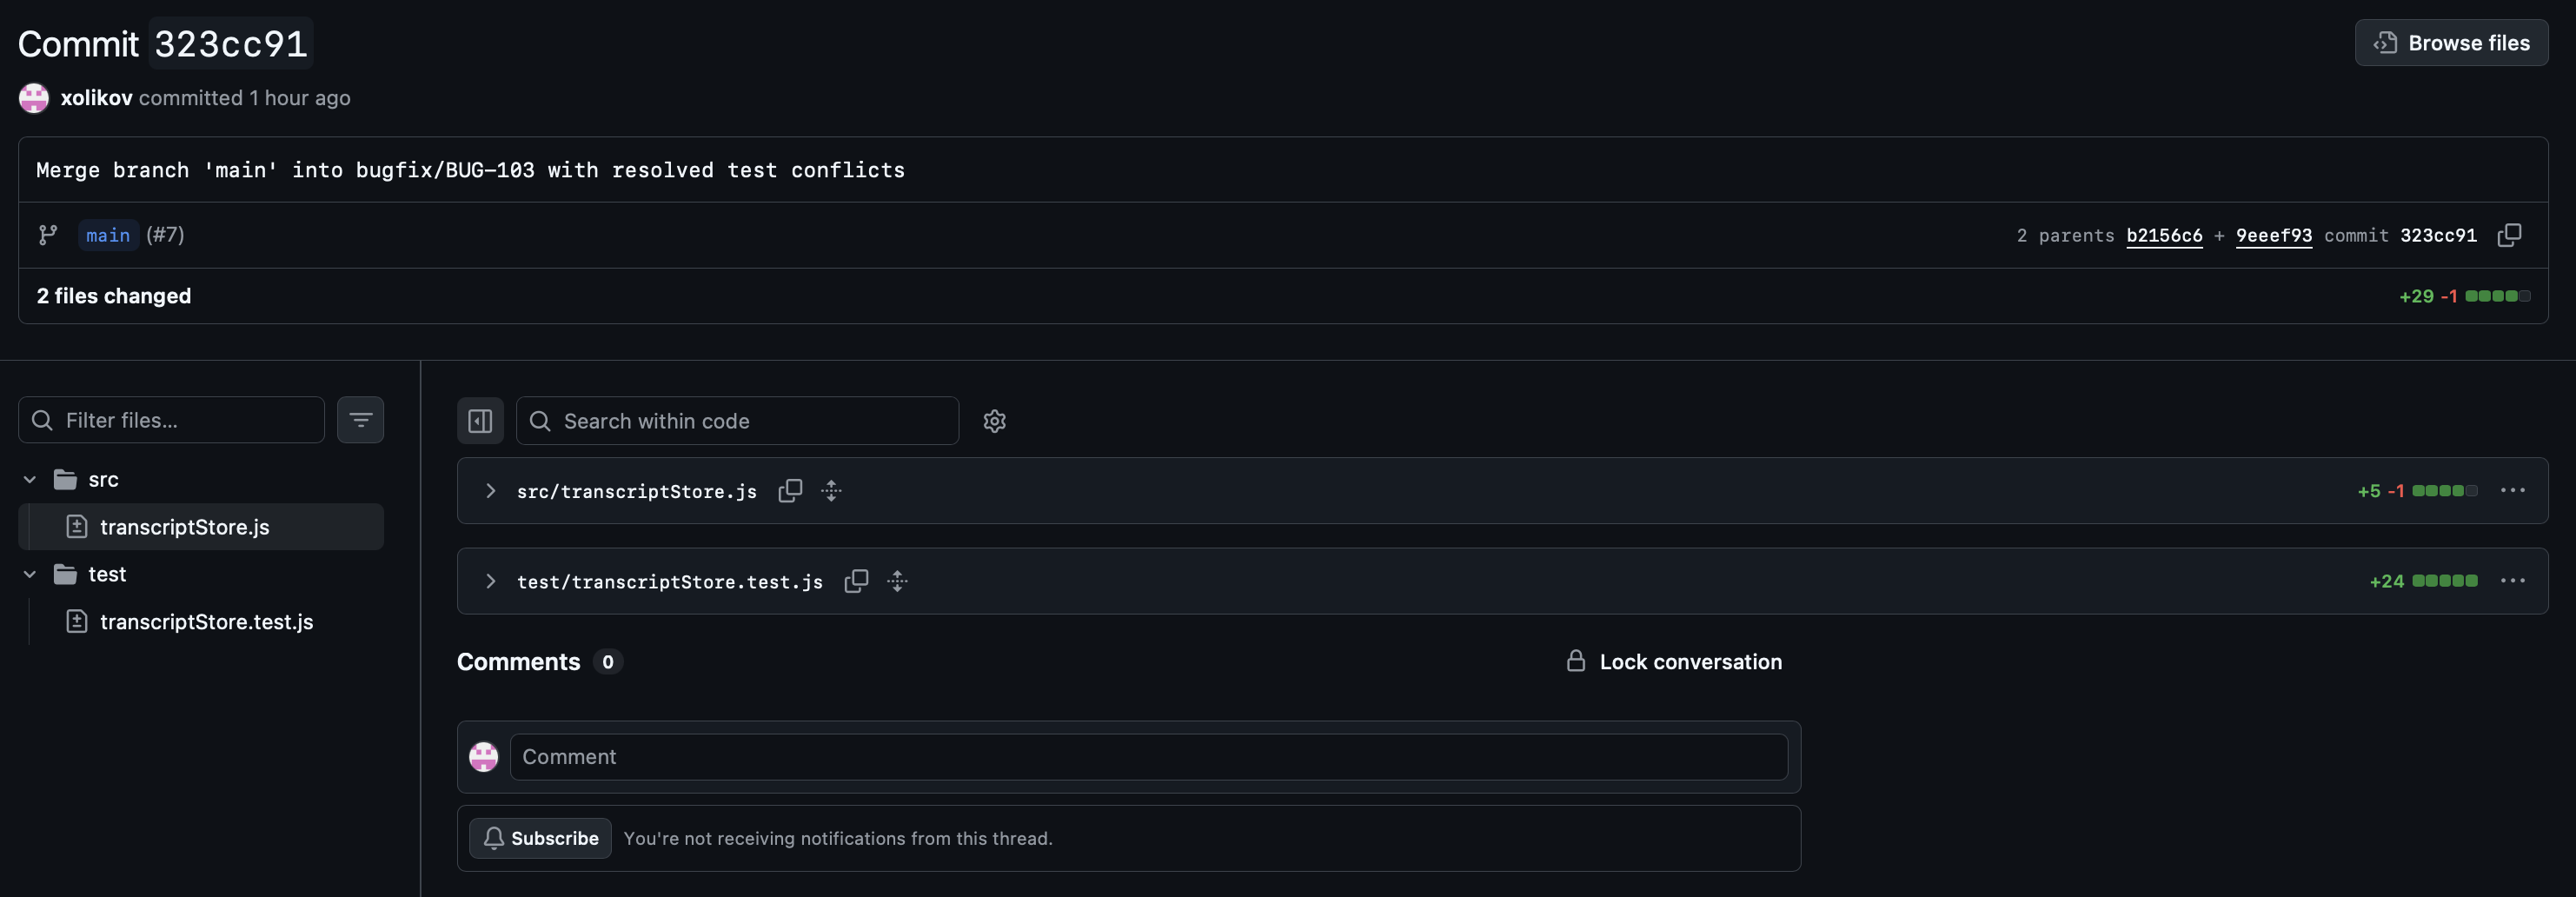 Commit 323cc91
Browse files
xolikov committed 1 hour ago
Merge branch 'main' into bugfix/BUG-103 with resolved test conflicts
main (#7)
2 parents b2156c6 + 9eeef93 commit 323cc91
2 files changed
+29 -1
Filter files...
src
transcriptStore.js
test
transcriptStore.test.js
Search within code
src/transcriptStore.js
+5 -1
test/transcriptStore.test.js
+24
Comments 0
Lock conversation
Comment
Subscribe You're not receiving notifications from this thread.